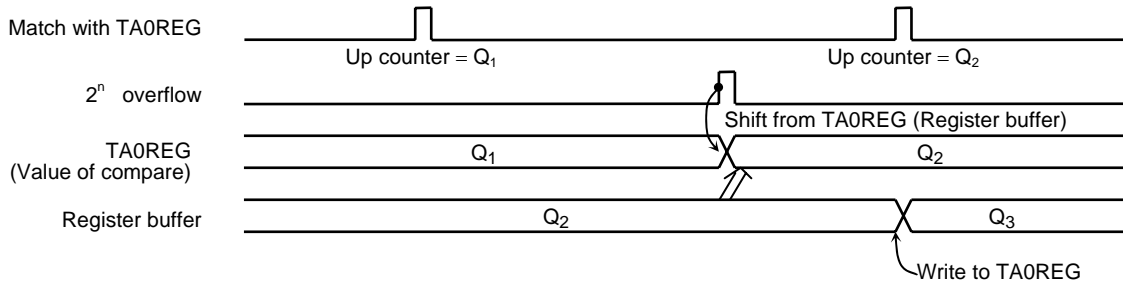 Match with TA0REG
Up counter = Q₁
Up counter = Q₂
2ⁿ overflow
Shift from TA0REG (Register buffer)
TA0REG
(Value of compare)
Q₁
Q₂
Register buffer
Q₂
Q₃
Write to TA0REG